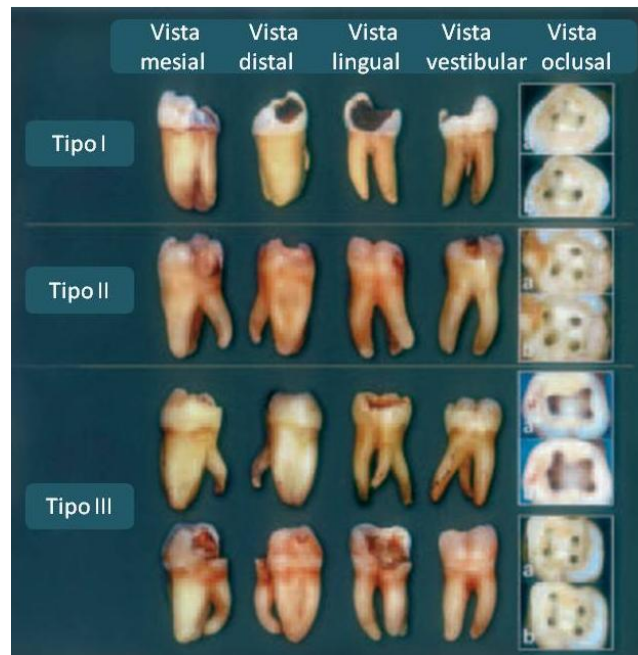 Vista mesial
Vista distal
Vista lingual
Vista vestibular
Vista oclusal
Tipo I
Tipo II
a
Tipo III
a
a
b